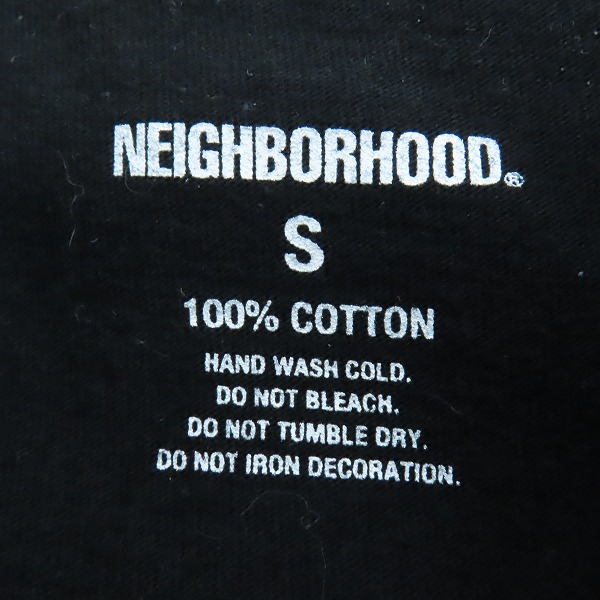 NEIGHBORHOOD®
S
100% COTTON
HAND WASH COLD.
DO NOT BLEACH.
DO NOT TUMBLE DRY.
DO NOT IRON DECORATION.